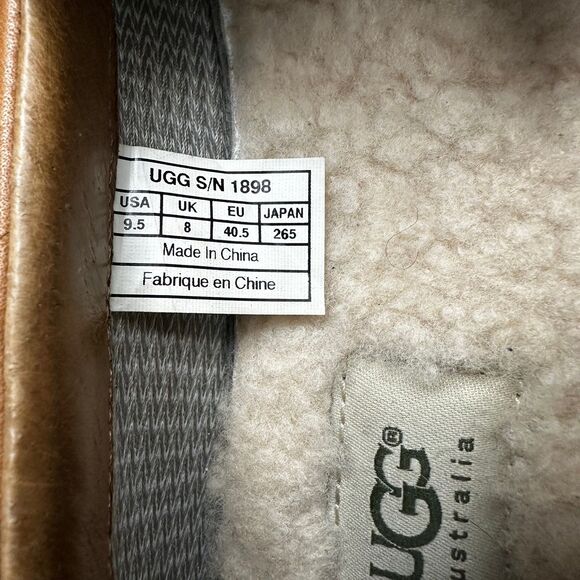 UGG S/N 1898
USA UK EU JAPAN
9.5 8 40.5 265
Made In China
Fabrique en Chine
UGG®
ustralia